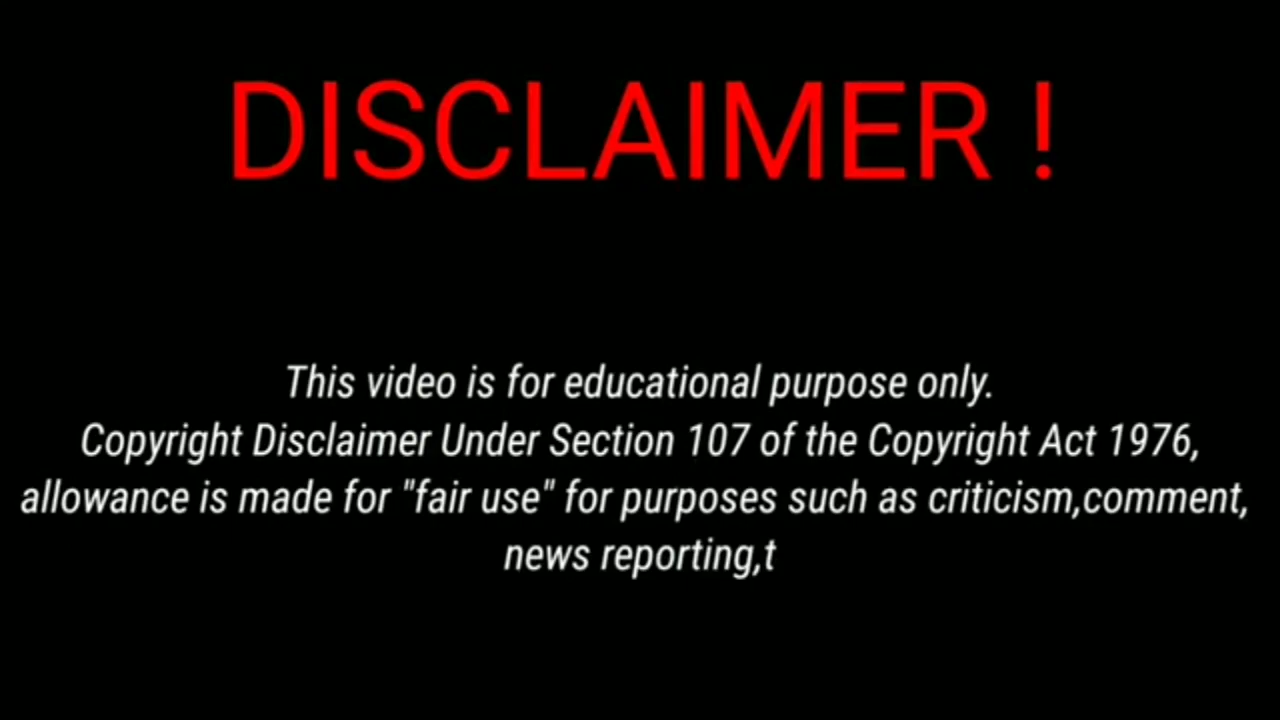 DISCLAIMER !
This video is for educational purpose only.
Copyright Disclaimer Under Section 107 of the Copyright Act 1976,
allowance is made for "fair use" for purposes such as criticism,comment,
news reporting,t